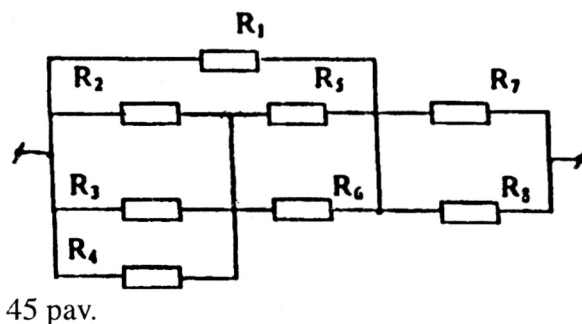 R₁
R₂ R₅ R₇
R₃ R₆ R₈
R₄
45 pav.